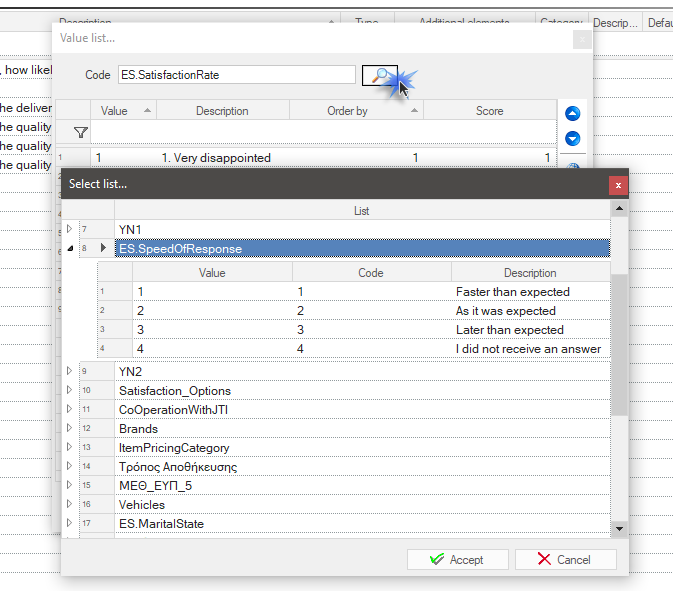 Description Type Additional elements Category Descrip... Defau
Value list...
, how likel
Code ES.SatisfactionRate
Value Description Order by Score
he deliver
he quality
he quality
he quality
1 1 1. Very disappointed 1 1
Select list...
x
List
7 YN1
8 ES.SpeedOfResponse
Value Code Description
1 1 1 Faster than expected
2 2 2 As it was expected
3 3 3 Later than expected
4 4 4 I did not receive an answer
9 YN2
10 Satisfaction_Options
11 CoOperationWithJTI
12 Brands
13 ItemPricingCategory
14 Τρόπος Αποθήκευσης
15 ΜΕΘ_ΕΥΠ_5
16 Vehicles
17 ES.MaritalState
Accept Cancel